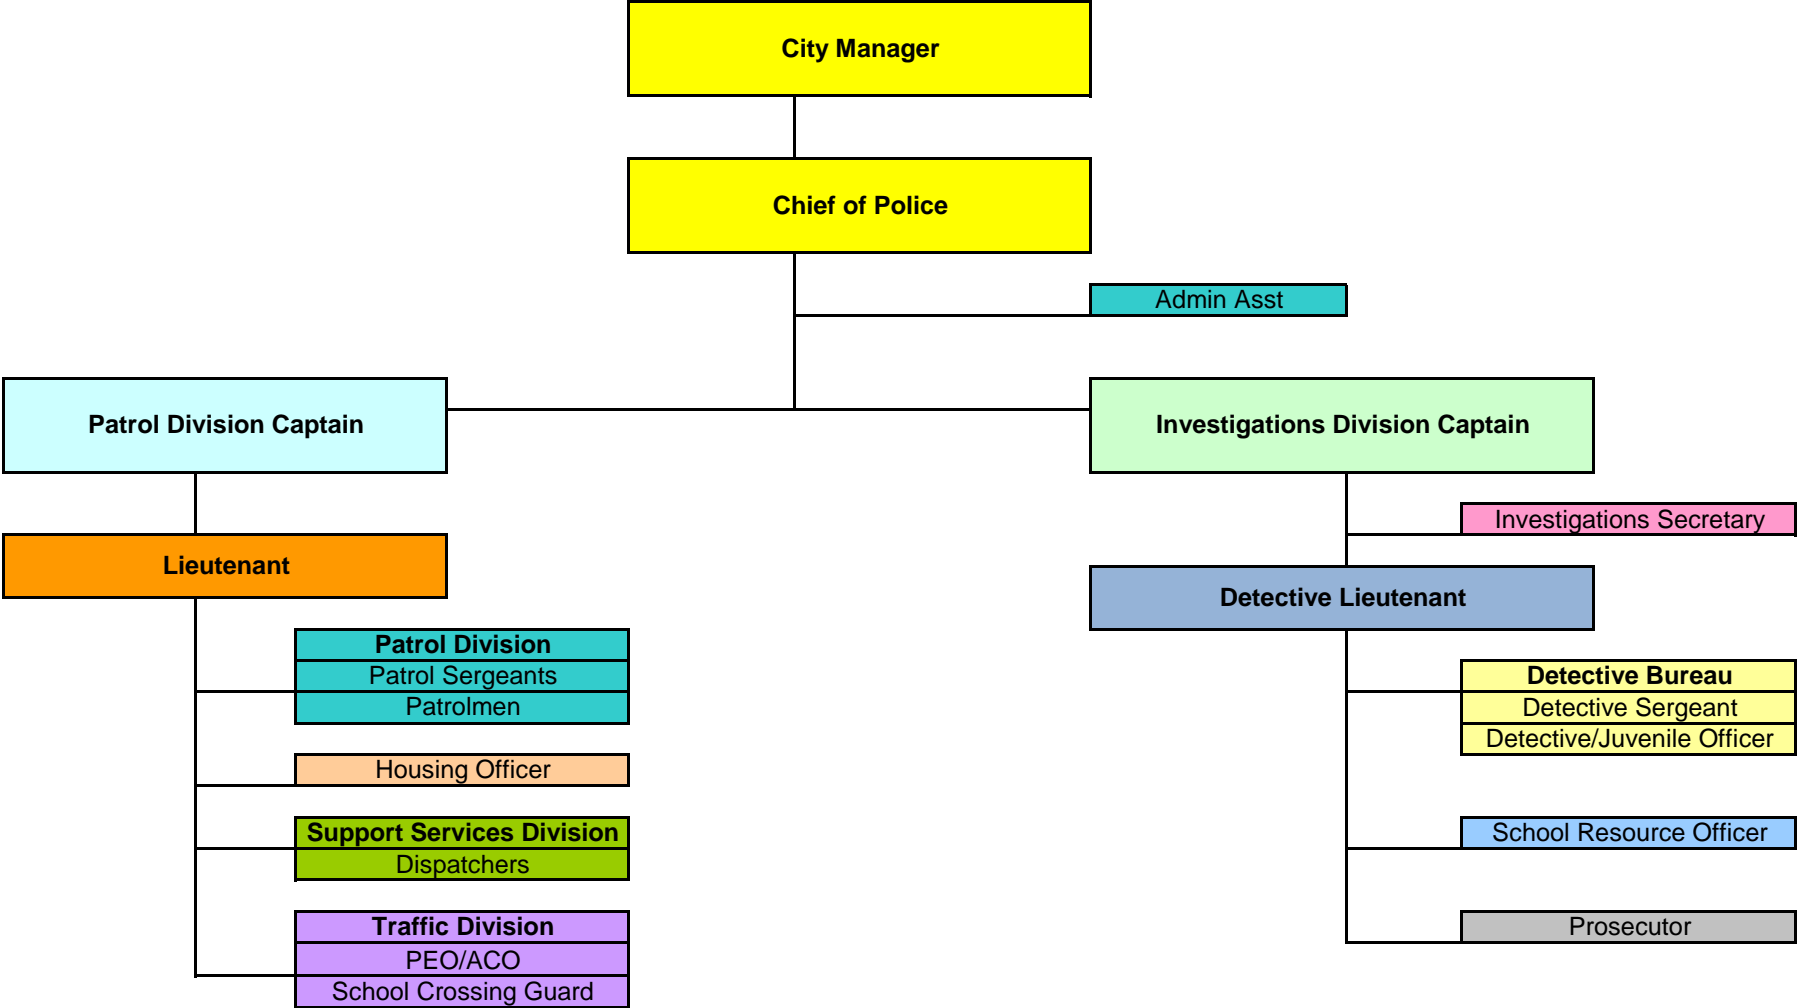 City Manager
Chief of Police
Admin Asst
Patrol Division Captain
Investigations Division Captain
Investigations Secretary
Lieutenant
Detective Lieutenant
Patrol Division
Patrol Sergeants
Patrolmen
Housing Officer
Support Services Division
Dispatchers
Traffic Division
PEO/ACO
School Crossing Guard
Detective Bureau
Detective Sergeant
Detective/Juvenile Officer
School Resource Officer
Prosecutor